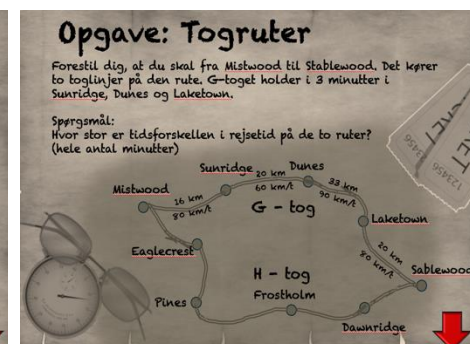 Opgave: Togruter
Forestil dig, at du skal fra Mistwood til Stablewood. Det kører
to toglinjer på den rute. G-toget holder i 3 minutter i
Sunridge, Dunes og Laketown.
Spørgsmål:
Hvor stor er tidsforskellen i rejsetid på de to ruter?
(hele antal minutter)
Sunridge
20 km
60 km/t
Dunes
33 km
90 km/t
Mistwood
16 km
80 km/t
G - tog
Laketown
Eaglecrest
20 km
80 km/t
H - tog
Sablewood
Pines
Frostholm
Dawnridge
123456
123456